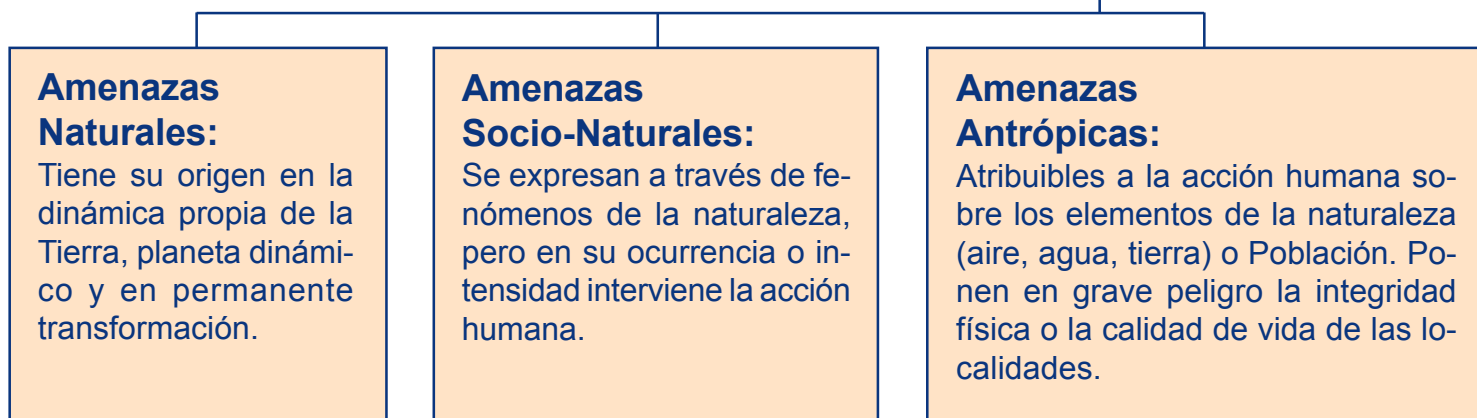 Amenazas
Naturales:
Tiene su origen en la
dinámica propia de la
Tierra, planeta dinámi-
co y en permanente
transformación.
Amenazas
Socio-Naturales:
Se expresan a través de fe-
nómenos de la naturaleza,
pero en su ocurrencia o in-
tensidad interviene la acción
humana.
Amenazas
Antrópicas:
Atribuibles a la acción humana so-
bre los elementos de la naturaleza
(aire, agua, tierra) o Población. Po-
nen en grave peligro la integridad
física o la calidad de vida de las lo-
calidades.